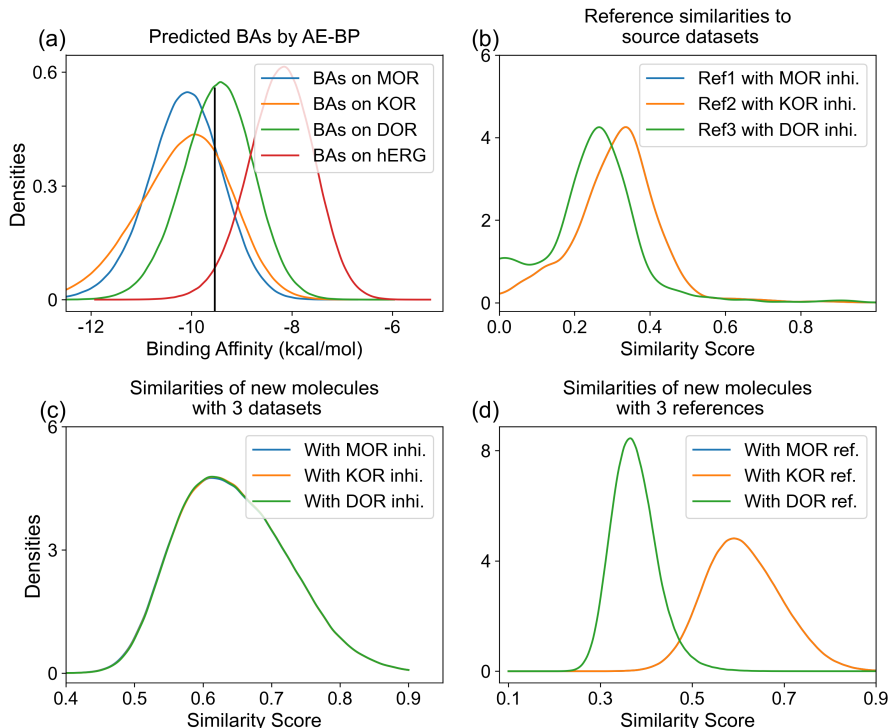 (a)
Predicted BAs by AE-BP
BAs on MOR
BAs on KOR
BAs on DOR
BAs on hERG
0.6
0.3
0
Densities
-12
-10
-8
-6
Binding Affinity (kcal/mol)
(b)
Reference similarities to
source datasets
Ref1 with MOR inhi.
Ref2 with KOR inhi.
Ref3 with DOR inhi.
6
4
2
0
0.0
0.2
0.4
0.6
0.8
Similarity Score
(c)
Similarities of new molecules
with 3 datasets
With MOR inhi.
With KOR inhi.
With DOR inhi.
6
3
0
Densities
0.4
0.5
0.6
0.7
0.8
0.9
Similarity Score
(d)
Similarities of new molecules
with 3 references
With MOR ref.
With KOR ref.
With DOR ref.
8
4
0
0.1
0.3
0.5
0.7
0.9
Similarity Score